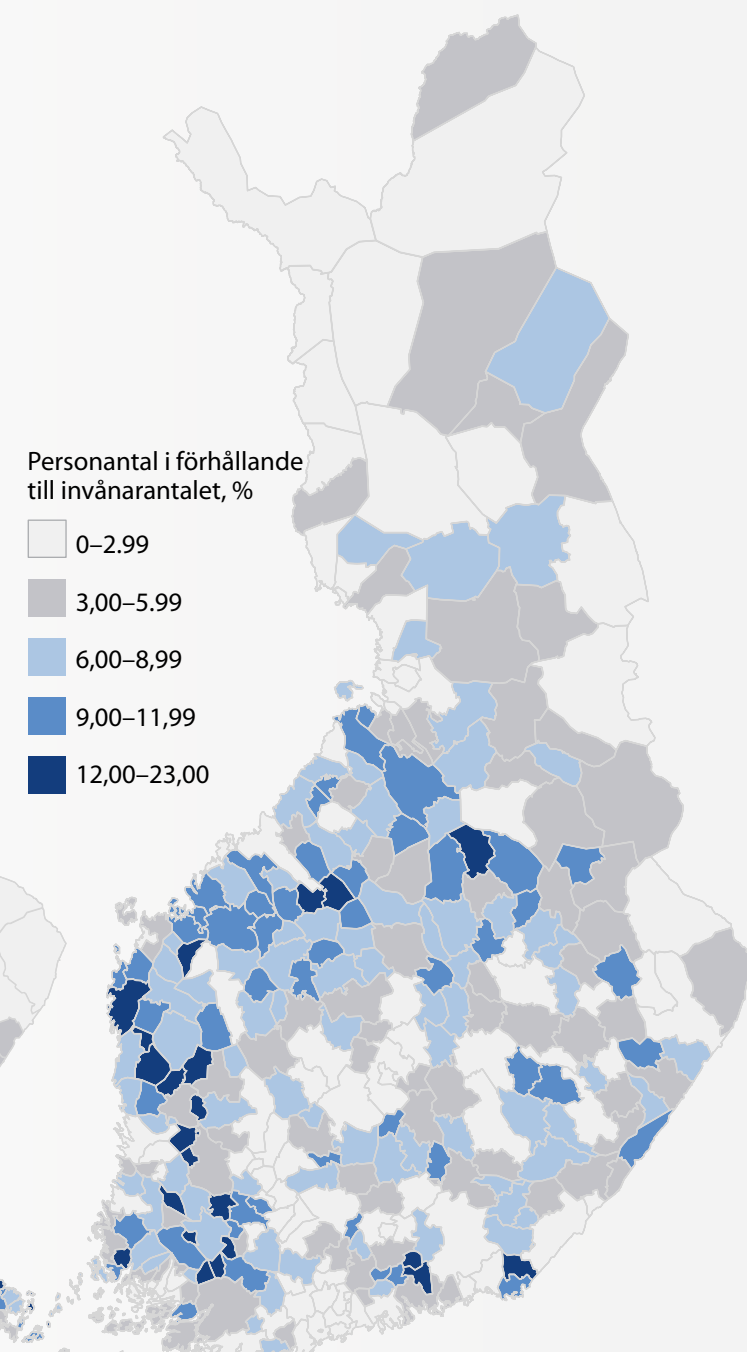 Personantal i förhållande
till invånarantalet, %
0–2.99
3,00–5.99
6,00–8,99
9,00–11,99
12,00–23,00